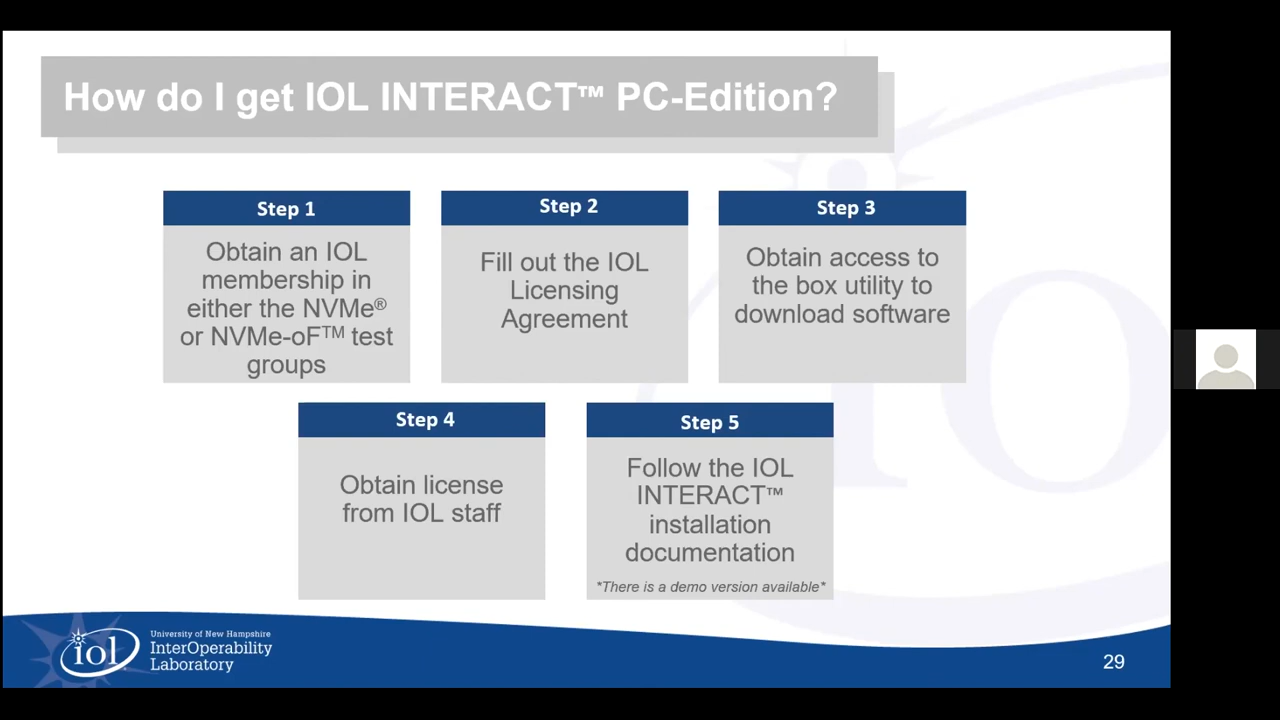 How do I get IOL INTERACT™ PC-Edition?
Step 1
Obtain an IOL
membership in
either the NVMe®
or NVMe-oF™ test
groups
Step 2
Fill out the IOL
Licensing
Agreement
Step 3
Obtain access to
the box utility to
download software
Step 4
Obtain license
from IOL staff
Step 5
Follow the IOL
INTERACT™
installation
documentation
*There is a demo version available*
iol
University of New Hampshire
InterOperability
Laboratory
29